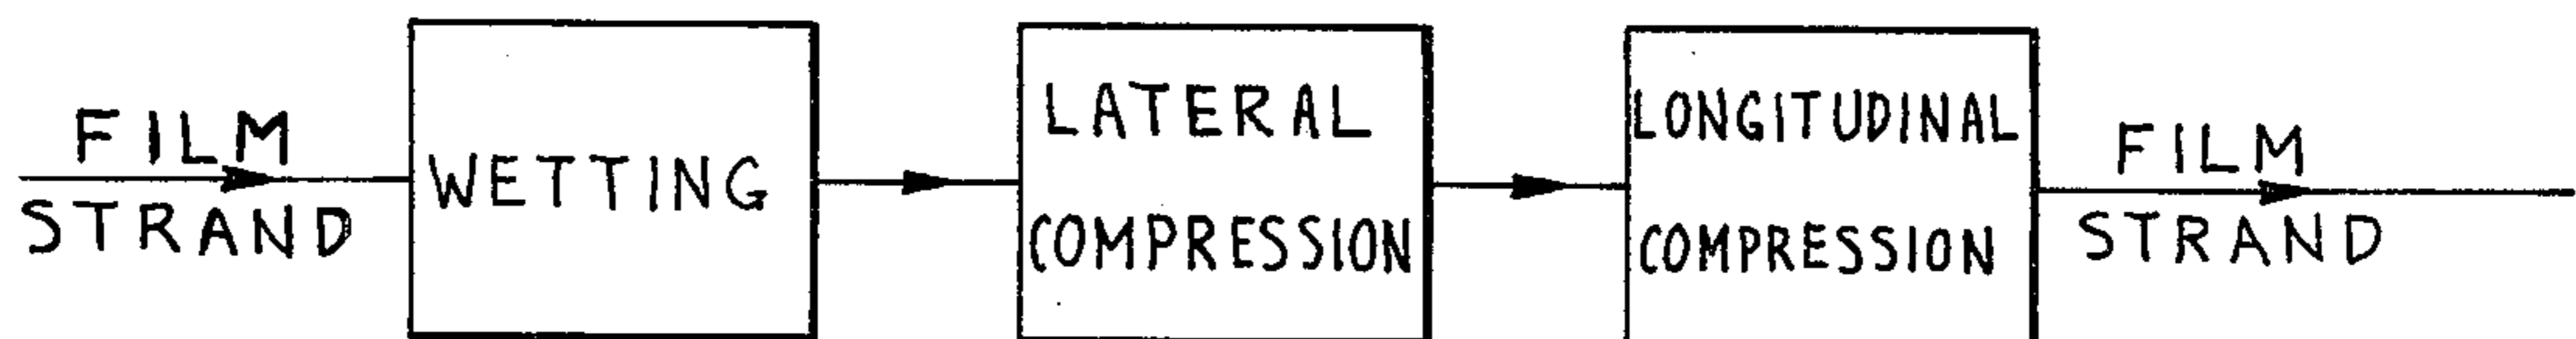 FILM
STRAND
WETTING
LATERAL
COMPRESSION
LONGITUDINAL
COMPRESSION
FILM
STRAND